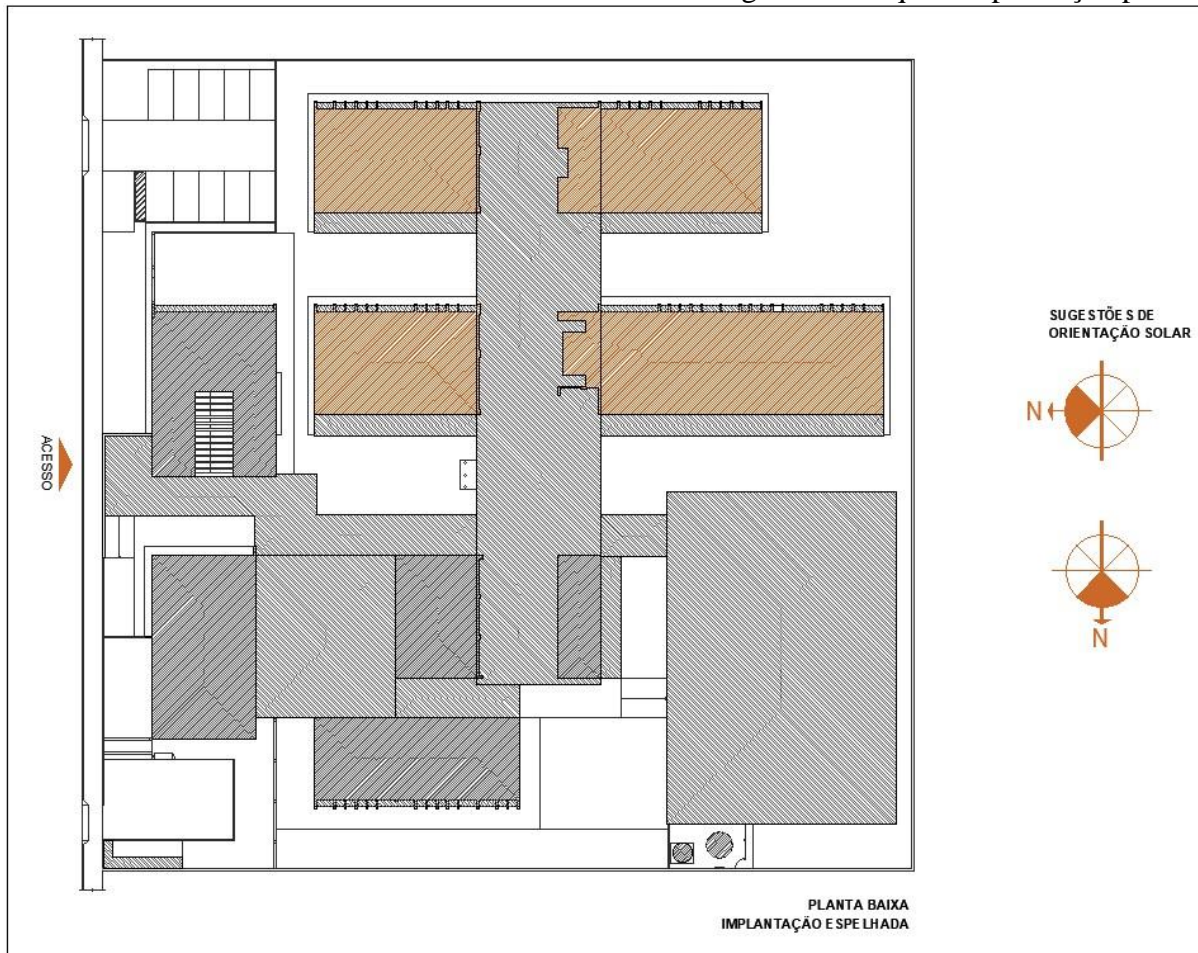 SUGESTÕES DE
ORIENTAÇÃO SOLAR
N
ACESSO
N
PLANTA BAIXA
IMPLANTAÇÃO ESPELHADA